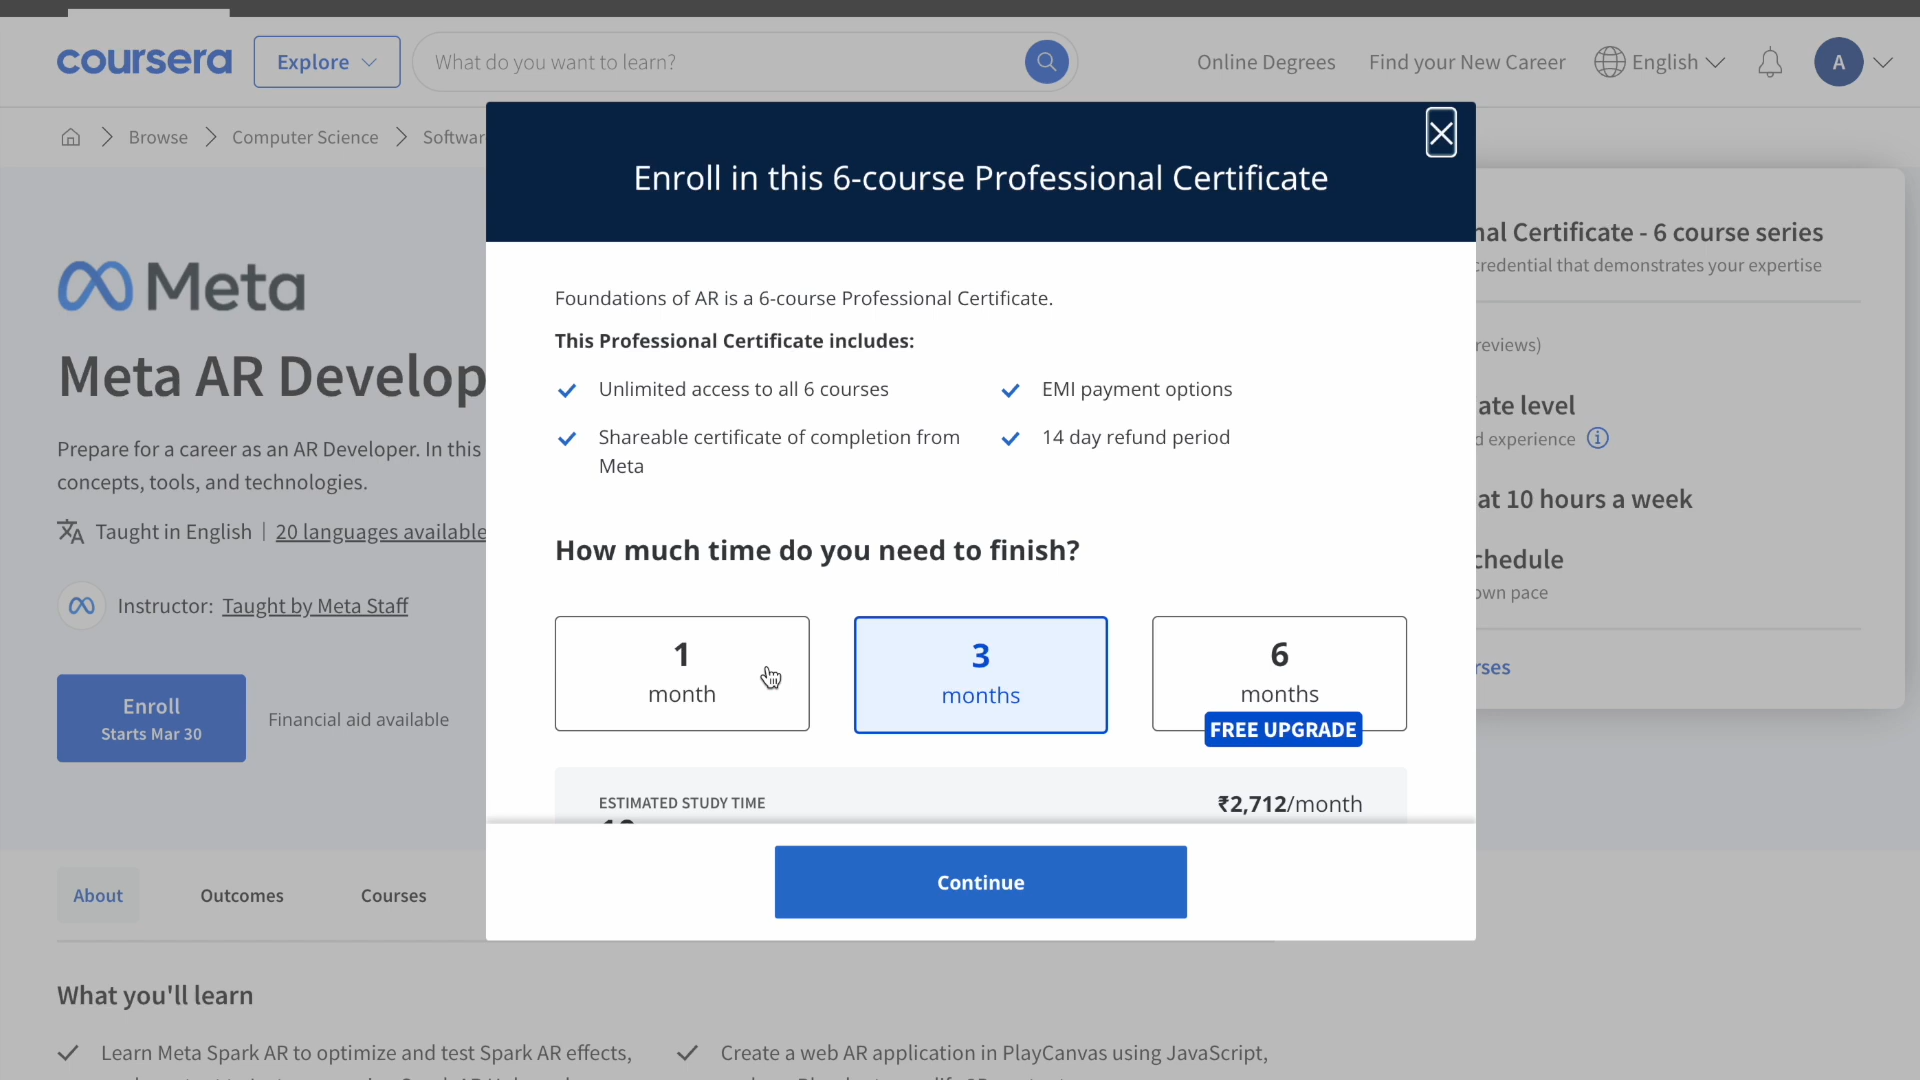 coursera
Explore
What do you want to learn?
Online Degrees
Find your New Career
English
A
Browse
Computer Science
Enroll in this 6-course Professional Certificate
Certificate - 6 course series
credential that demonstrates your expertise
Meta
Foundations of AR is a 6-course Professional Certificate.
This Professional Certificate includes:
reviews)
Meta AR
Unlimited access to all 6 courses
EMI payment options
level
experience
Prepare for a career as an AR Developer. In this
concepts, tools, and technologies.
Shareable certificate of completion from
Meta
14 day refund period
at 10 hours a week
Taught in English | 20 languages available
How much time do you need to finish?
own pace
Instructor: Taught by Meta Staff
1
month
3
months
6
months
FREE UPGRADE
Enroll
Starts Mar 30
Financial aid available
ESTIMATED STUDY TIME
₹2,712/month
Continue
About
Outcomes
Courses
What you'll learn
Learn Meta Spark AR to optimize and test Spark AR effects,
Create a web AR application in PlayCanvas using JavaScript,